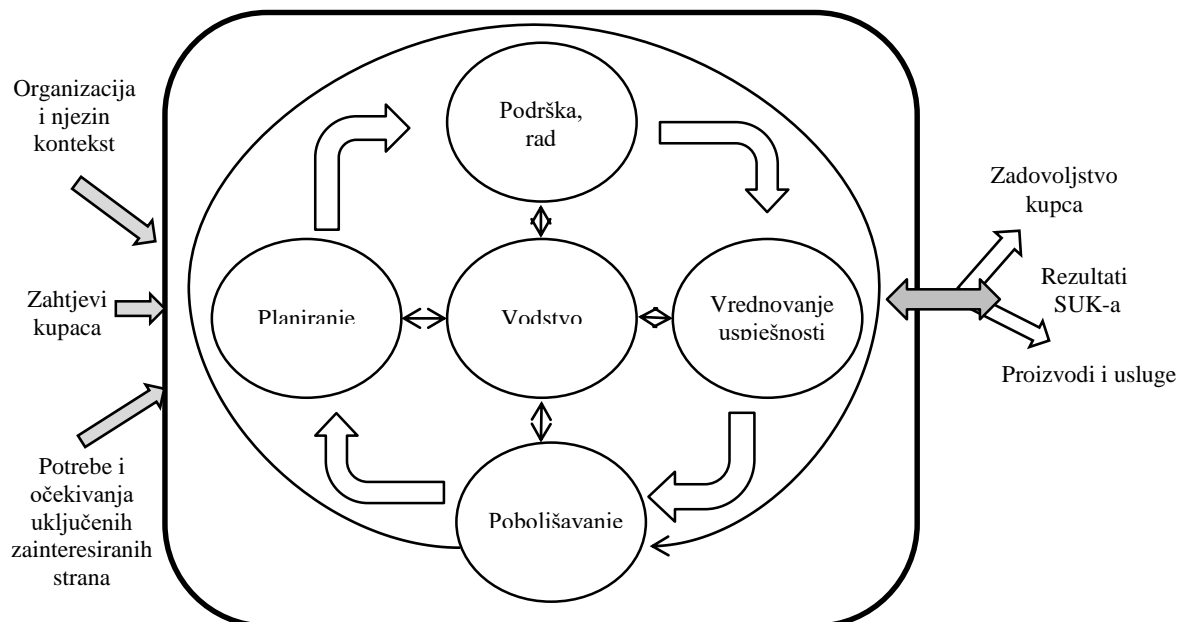 Organizacija
i njezin
kontekst
Zahtjevi
kupaca
Potrebe i
očekivanja
uključenih
zainteresiranih
strana
Podrška,
rad
Planiranje
Vodstvo
Vrednovanje
uspješnosti
Poboljšavanje
Zadovoljstvo
kupca
Rezultati
SUK-a
Proizvodi i usluge